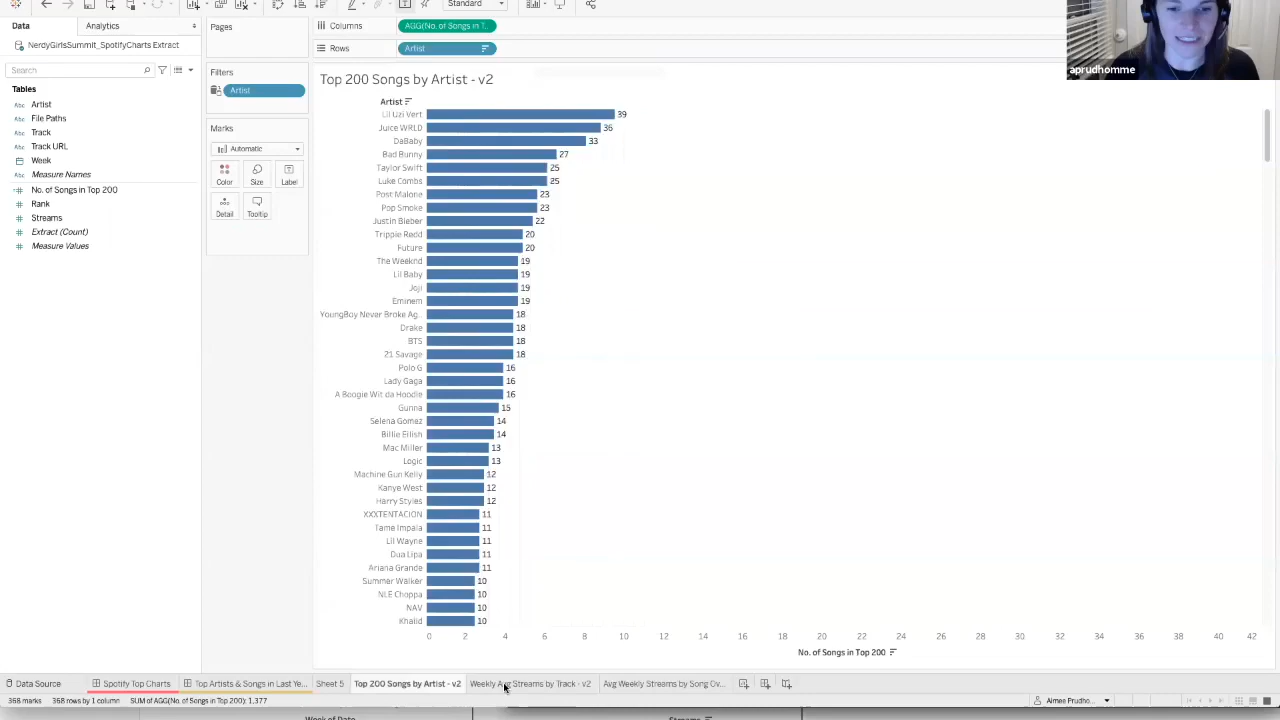 Standard
Data
Analytics
Pages
Columns
AGG(No. of Songs in T..
NerdyGirlsSummit_SpotifyCharts Extract
Rows
Artist
Search
Filters
Artist
Tables
Artist
File Paths
Track
Track URL
Week
Measure Names
No. of Songs in Top 200
Rank
Streams
Extract (Count)
Measure Values
Marks
Automatic
Color
Size
Label
Detail
Tooltip
aprudhomme
Top 200 Songs by Artist - v2
Artist
Lil Uzi Vert 39
Juice WRLD 36
DaBaby 33
Bad Bunny 27
Taylor Swift 25
Luke Combs 25
Post Malone 23
Pop Smoke 23
Justin Bieber 22
Trippie Redd 20
Future 20
The Weeknd 19
Lil Baby 19
Joji 19
Eminem 19
YoungBoy Never Broke Ag.. 18
Drake 18
BTS 18
21 Savage 18
Polo G 16
Lady Gaga 16
A Boogie Wit da Hoodie 16
Gunna 15
Selena Gomez 14
Billie Eilish 14
Mac Miller 13
Logic 13
Machine Gun Kelly 12
Kanye West 12
Harry Styles 12
XXXTENTACION 11
Tame Impala 11
Lil Wayne 11
Dua Lipa 11
Ariana Grande 11
Summer Walker 10
NLE Choppa 10
NAV 10
Khalid 10
0 2 4 6 8 10 12 14 16 18 20 22 24 26 28 30 32 34 36 38 40 42
No. of Songs in Top 200
Data Source
Spotify Top Charts
Top Artists & Songs in Last Ye...
Sheet 5
Top 200 Songs by Artist - v2
Weekly Avg Streams by Track - v2
Avg Weekly Streams by Song Ov...
368 marks
368 rows by 1 column
SUM of AGG(No. of Songs in Top 200): 1,377
Aimee Prudho...
Week of Date
Streams